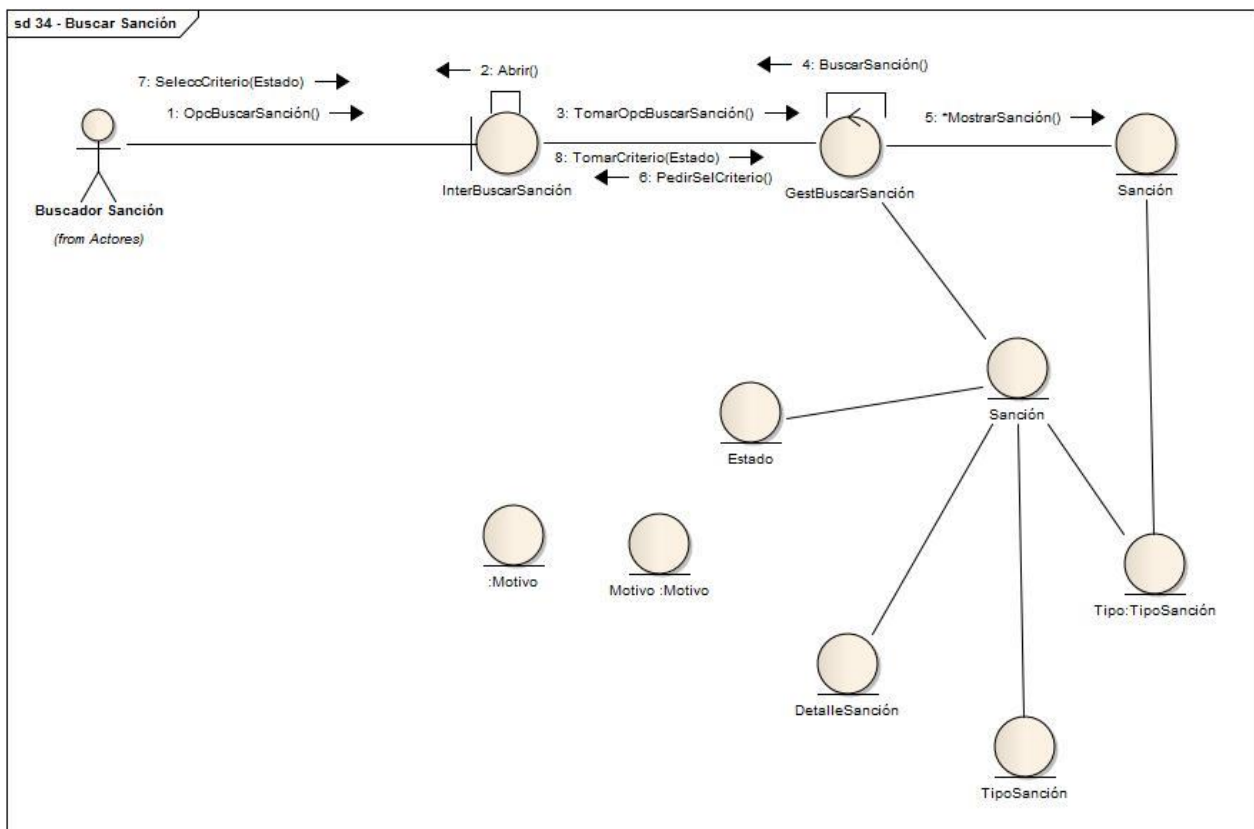 sd 34 - Buscar Sanción
7: SeleccCriterio(Estado)
2: Abrir()
4: BuscarSanción()
1: OpcBuscarSanción()
3: TomarOpcBuscarSanción()
5: *MostrarSanción()
8: TomarCriterio(Estado)
6: PedirSelCriterio()
InterBuscarSanción
GestBuscarSanción
Sanción
Buscador Sanción
(from Actores)
Sanción
Estado
:Motivo
Motivo :Motivo
Tipo:TipoSanción
DetalleSanción
TipoSanción